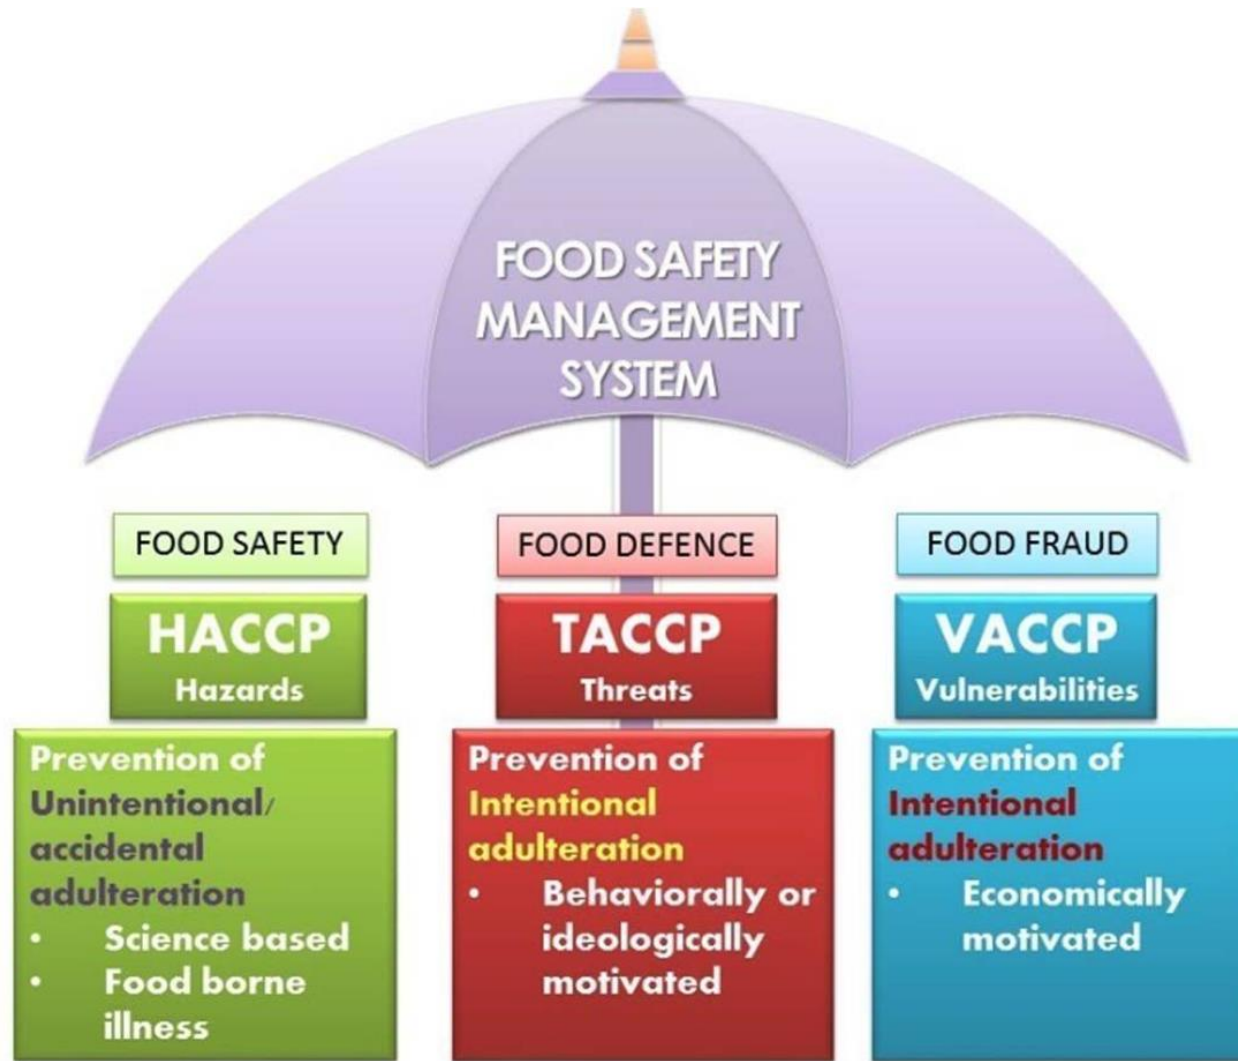 FOOD SAFETY
MANAGEMENT
SYSTEM
FOOD SAFETY
HACCP
Hazards
Prevention of
Unintentional/
accidental
adulteration
• Science based
• Food borne
illness
FOOD DEFENCE
TACCP
Threats
Prevention of
Intentional
adulteration
• Behaviorally or
ideologically
motivated
FOOD FRAUD
VACCP
Vulnerabilities
Prevention of
Intentional
adulteration
• Economically
motivated